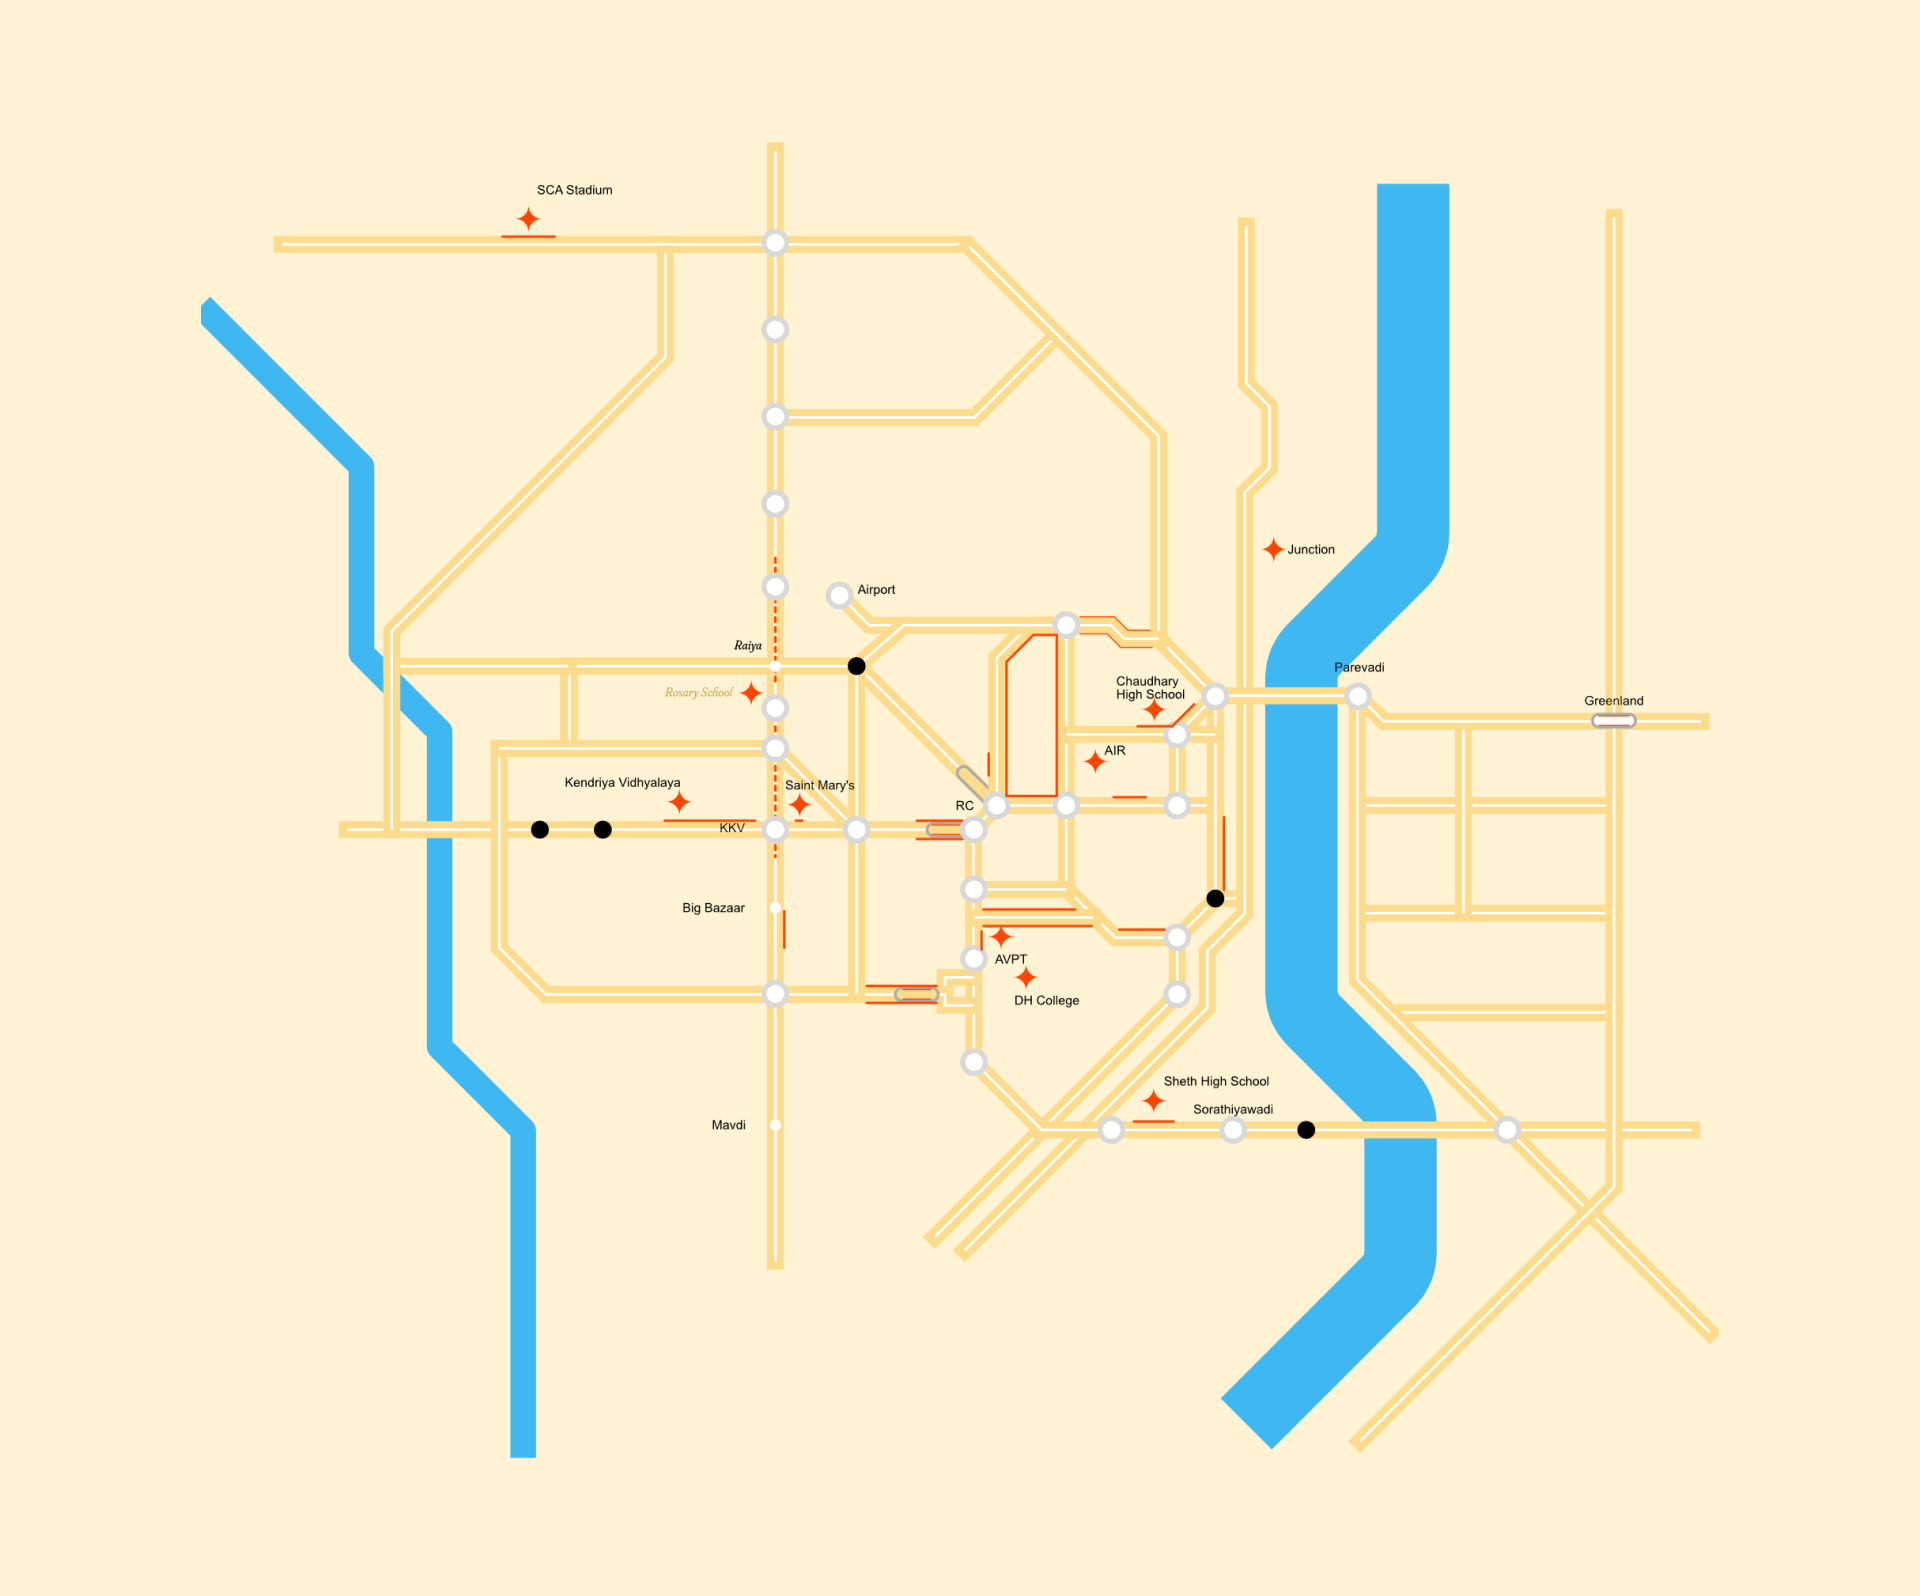 SCA Stadium
Junction
Airport
Raiya
Parevadi
Chaudhary
High School
Rosary School
Greenland
AIR
Kendriya Vidhyalaya
Saint Mary's
RC
KKV
Big Bazaar
AVPT
DH College
Sheth High School
Sorathiyawadi
Mavdi